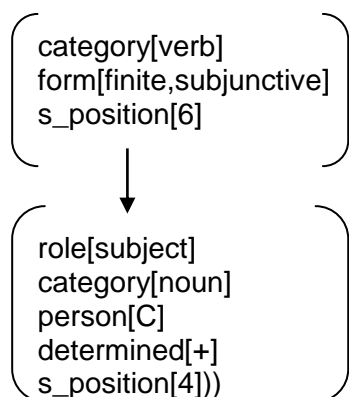 category[verb]
form[finite,subjunctive]
s_position[6]
role[subject]
category[noun]
person[C]
determined[+]
s_position[4]))